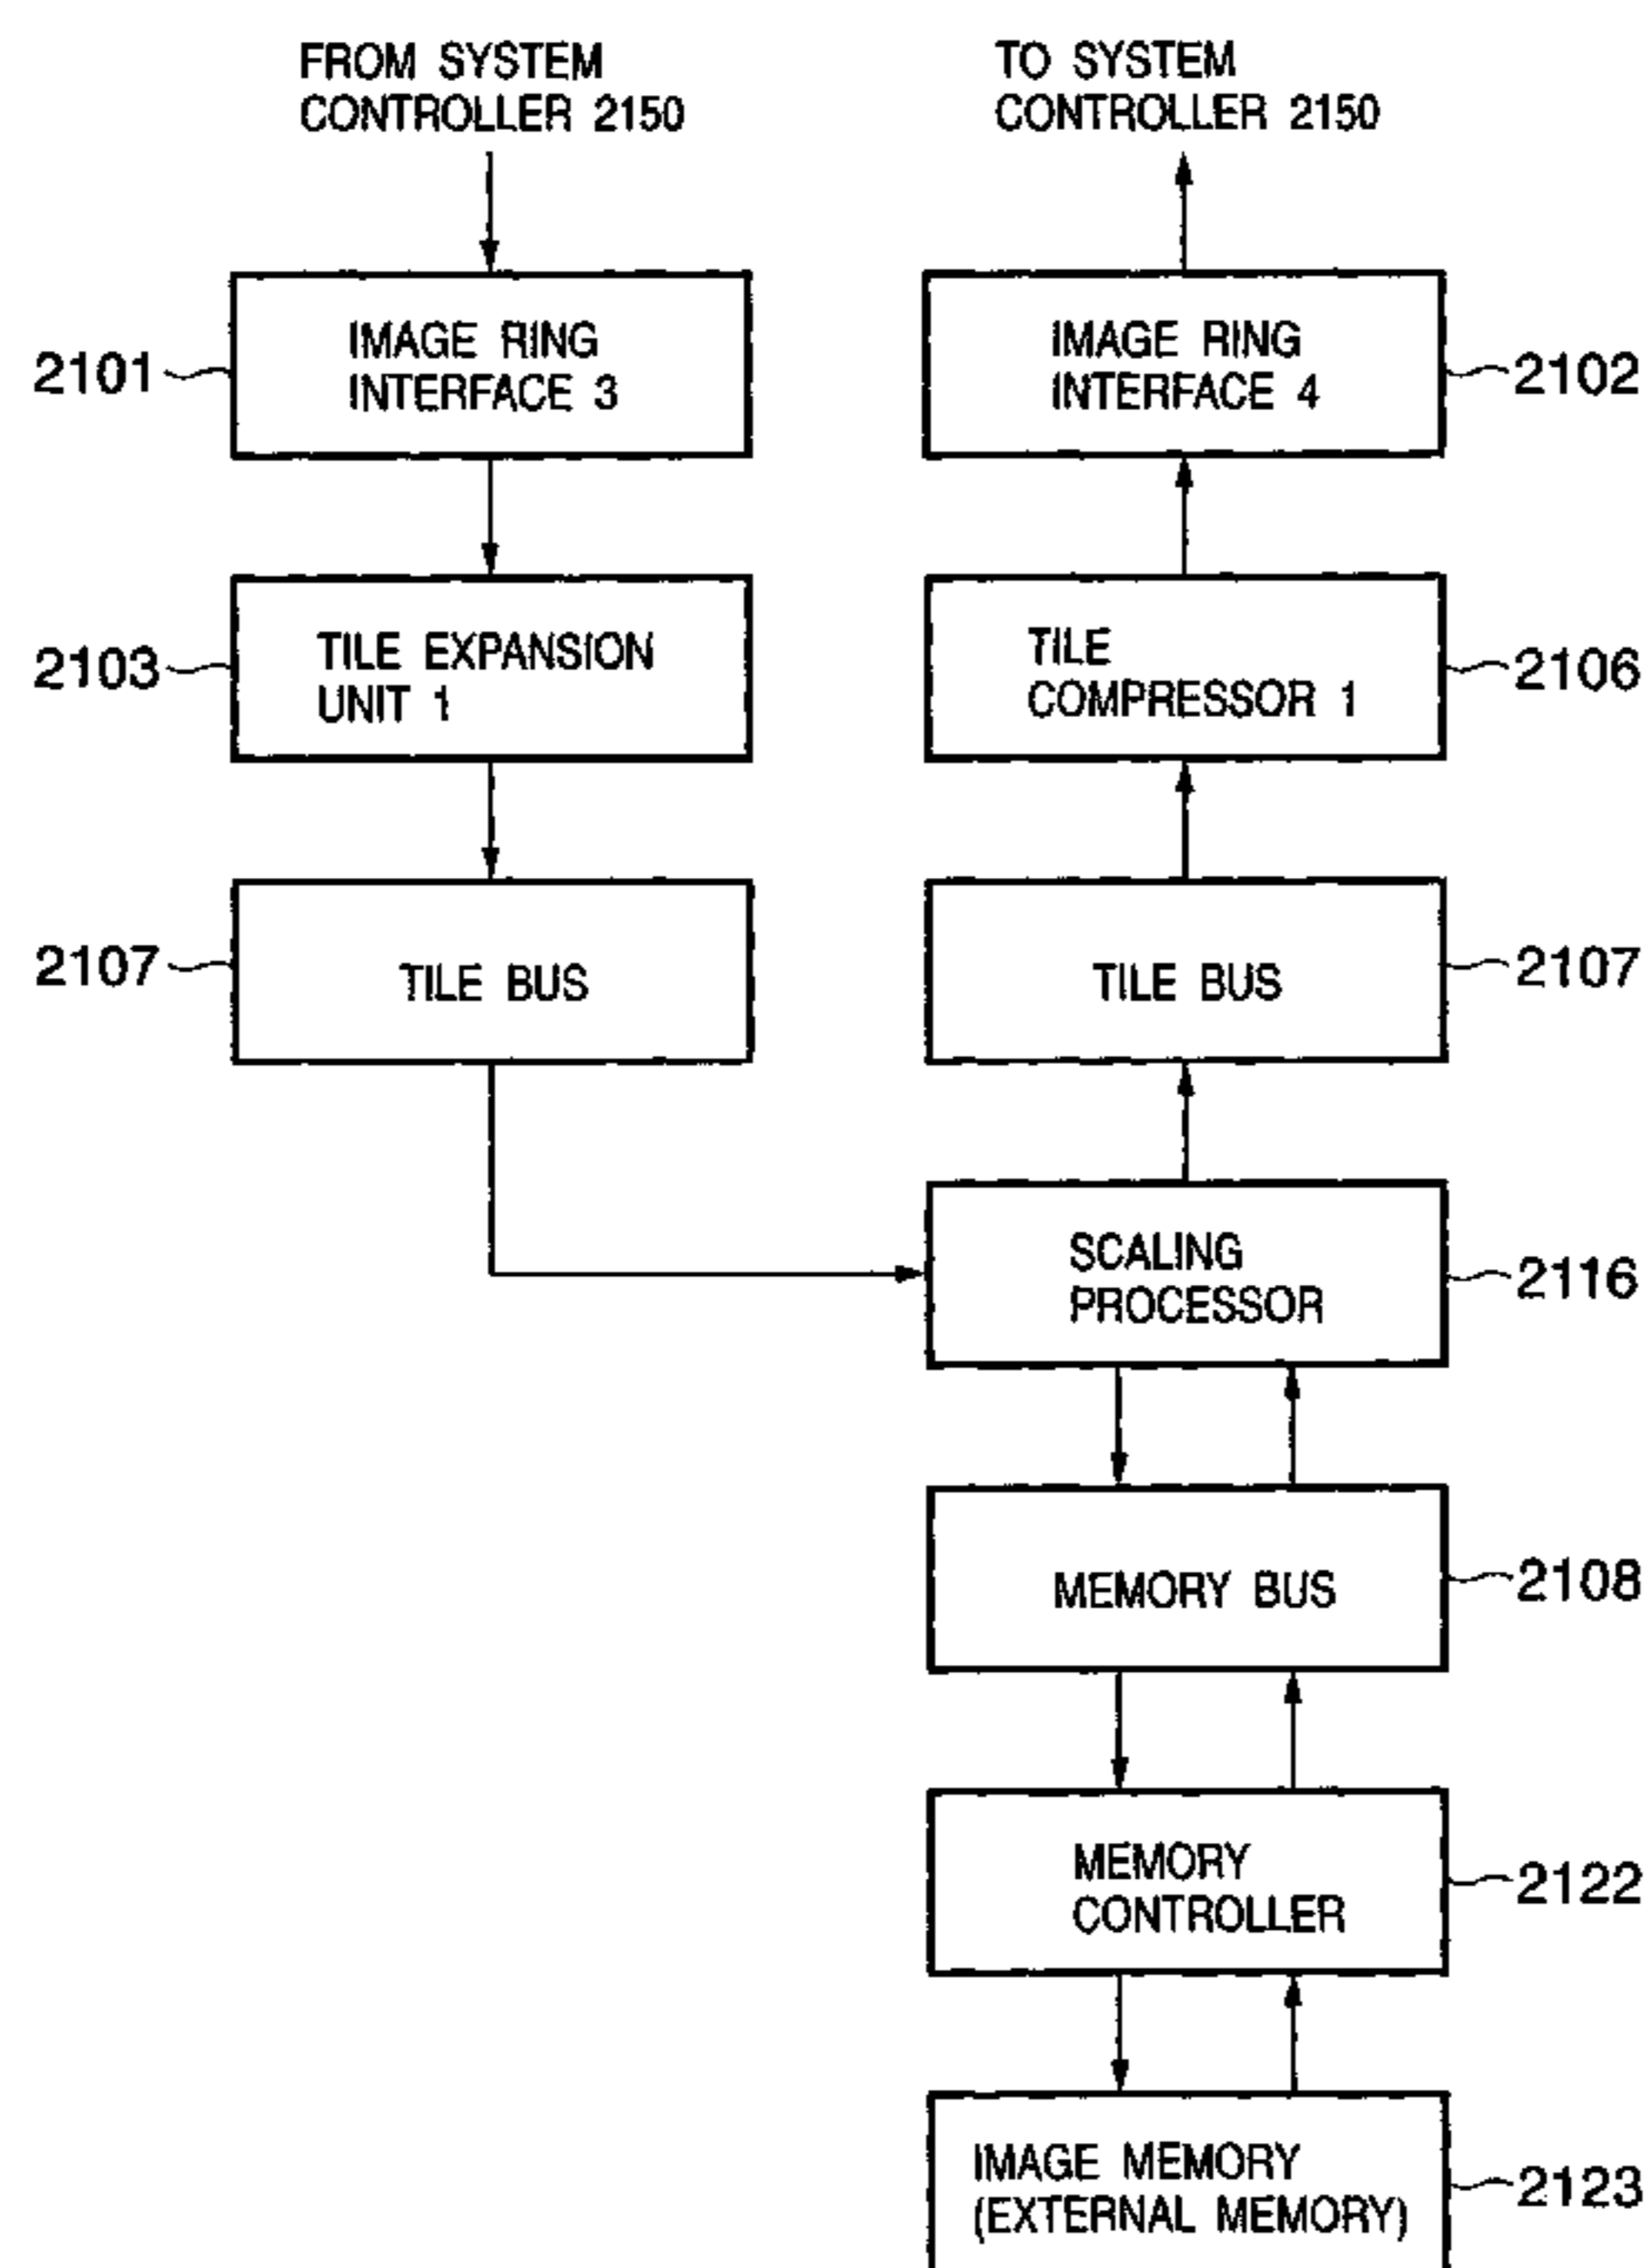 FROM SYSTEM
CONTROLLER 2150
TO SYSTEM
CONTROLLER 2150
2101
IMAGE RING
INTERFACE 3
IMAGE RING
INTERFACE 4
2102
2103
TILE EXPANSION
UNIT 1
TILE
COMPRESSOR 1
2106
2107
TILE BUS
TILE BUS
2107
SCALING
PROCESSOR
2116
MEMORY BUS
2108
MEMORY
CONTROLLER
2122
IMAGE MEMORY
(EXTERNAL MEMORY)
2123